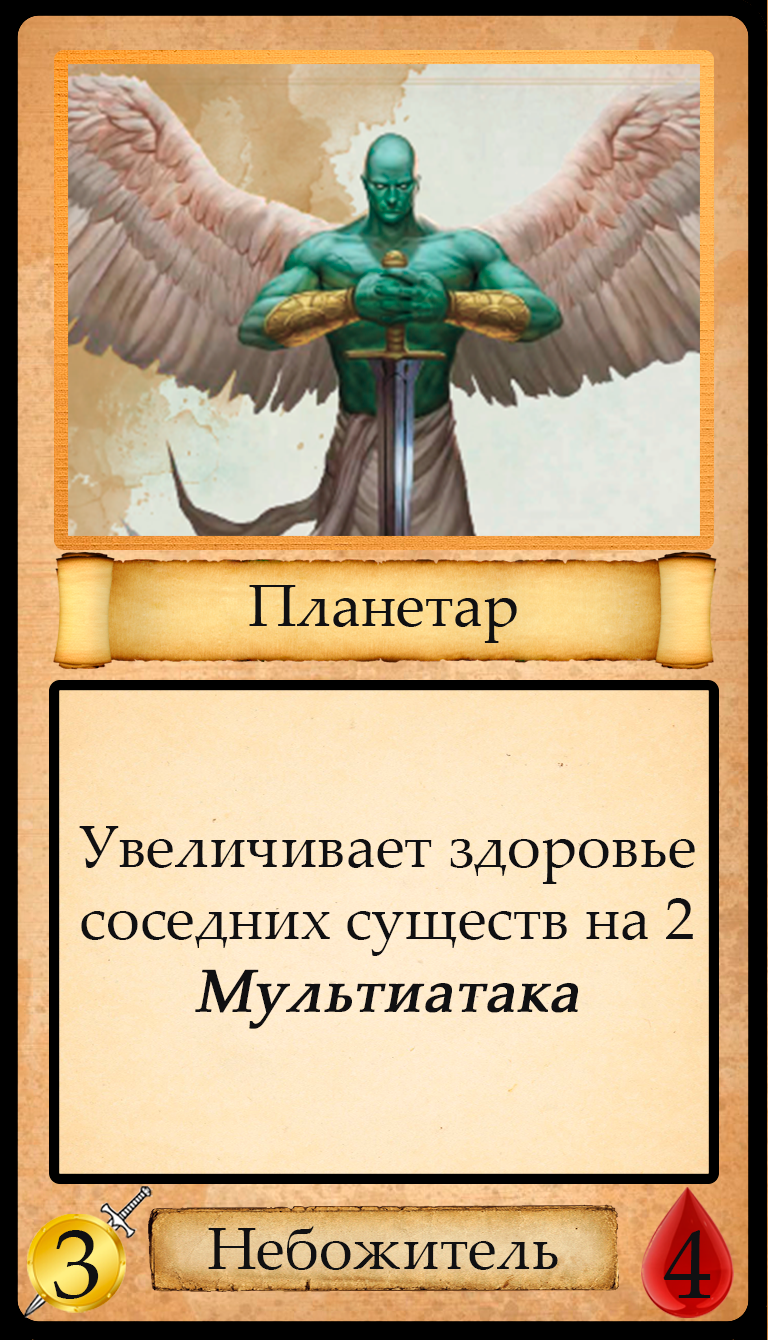 Планетар
Увеличивает здоровье
соседних существ на 2
Мультиатака
3
Небожитель
4